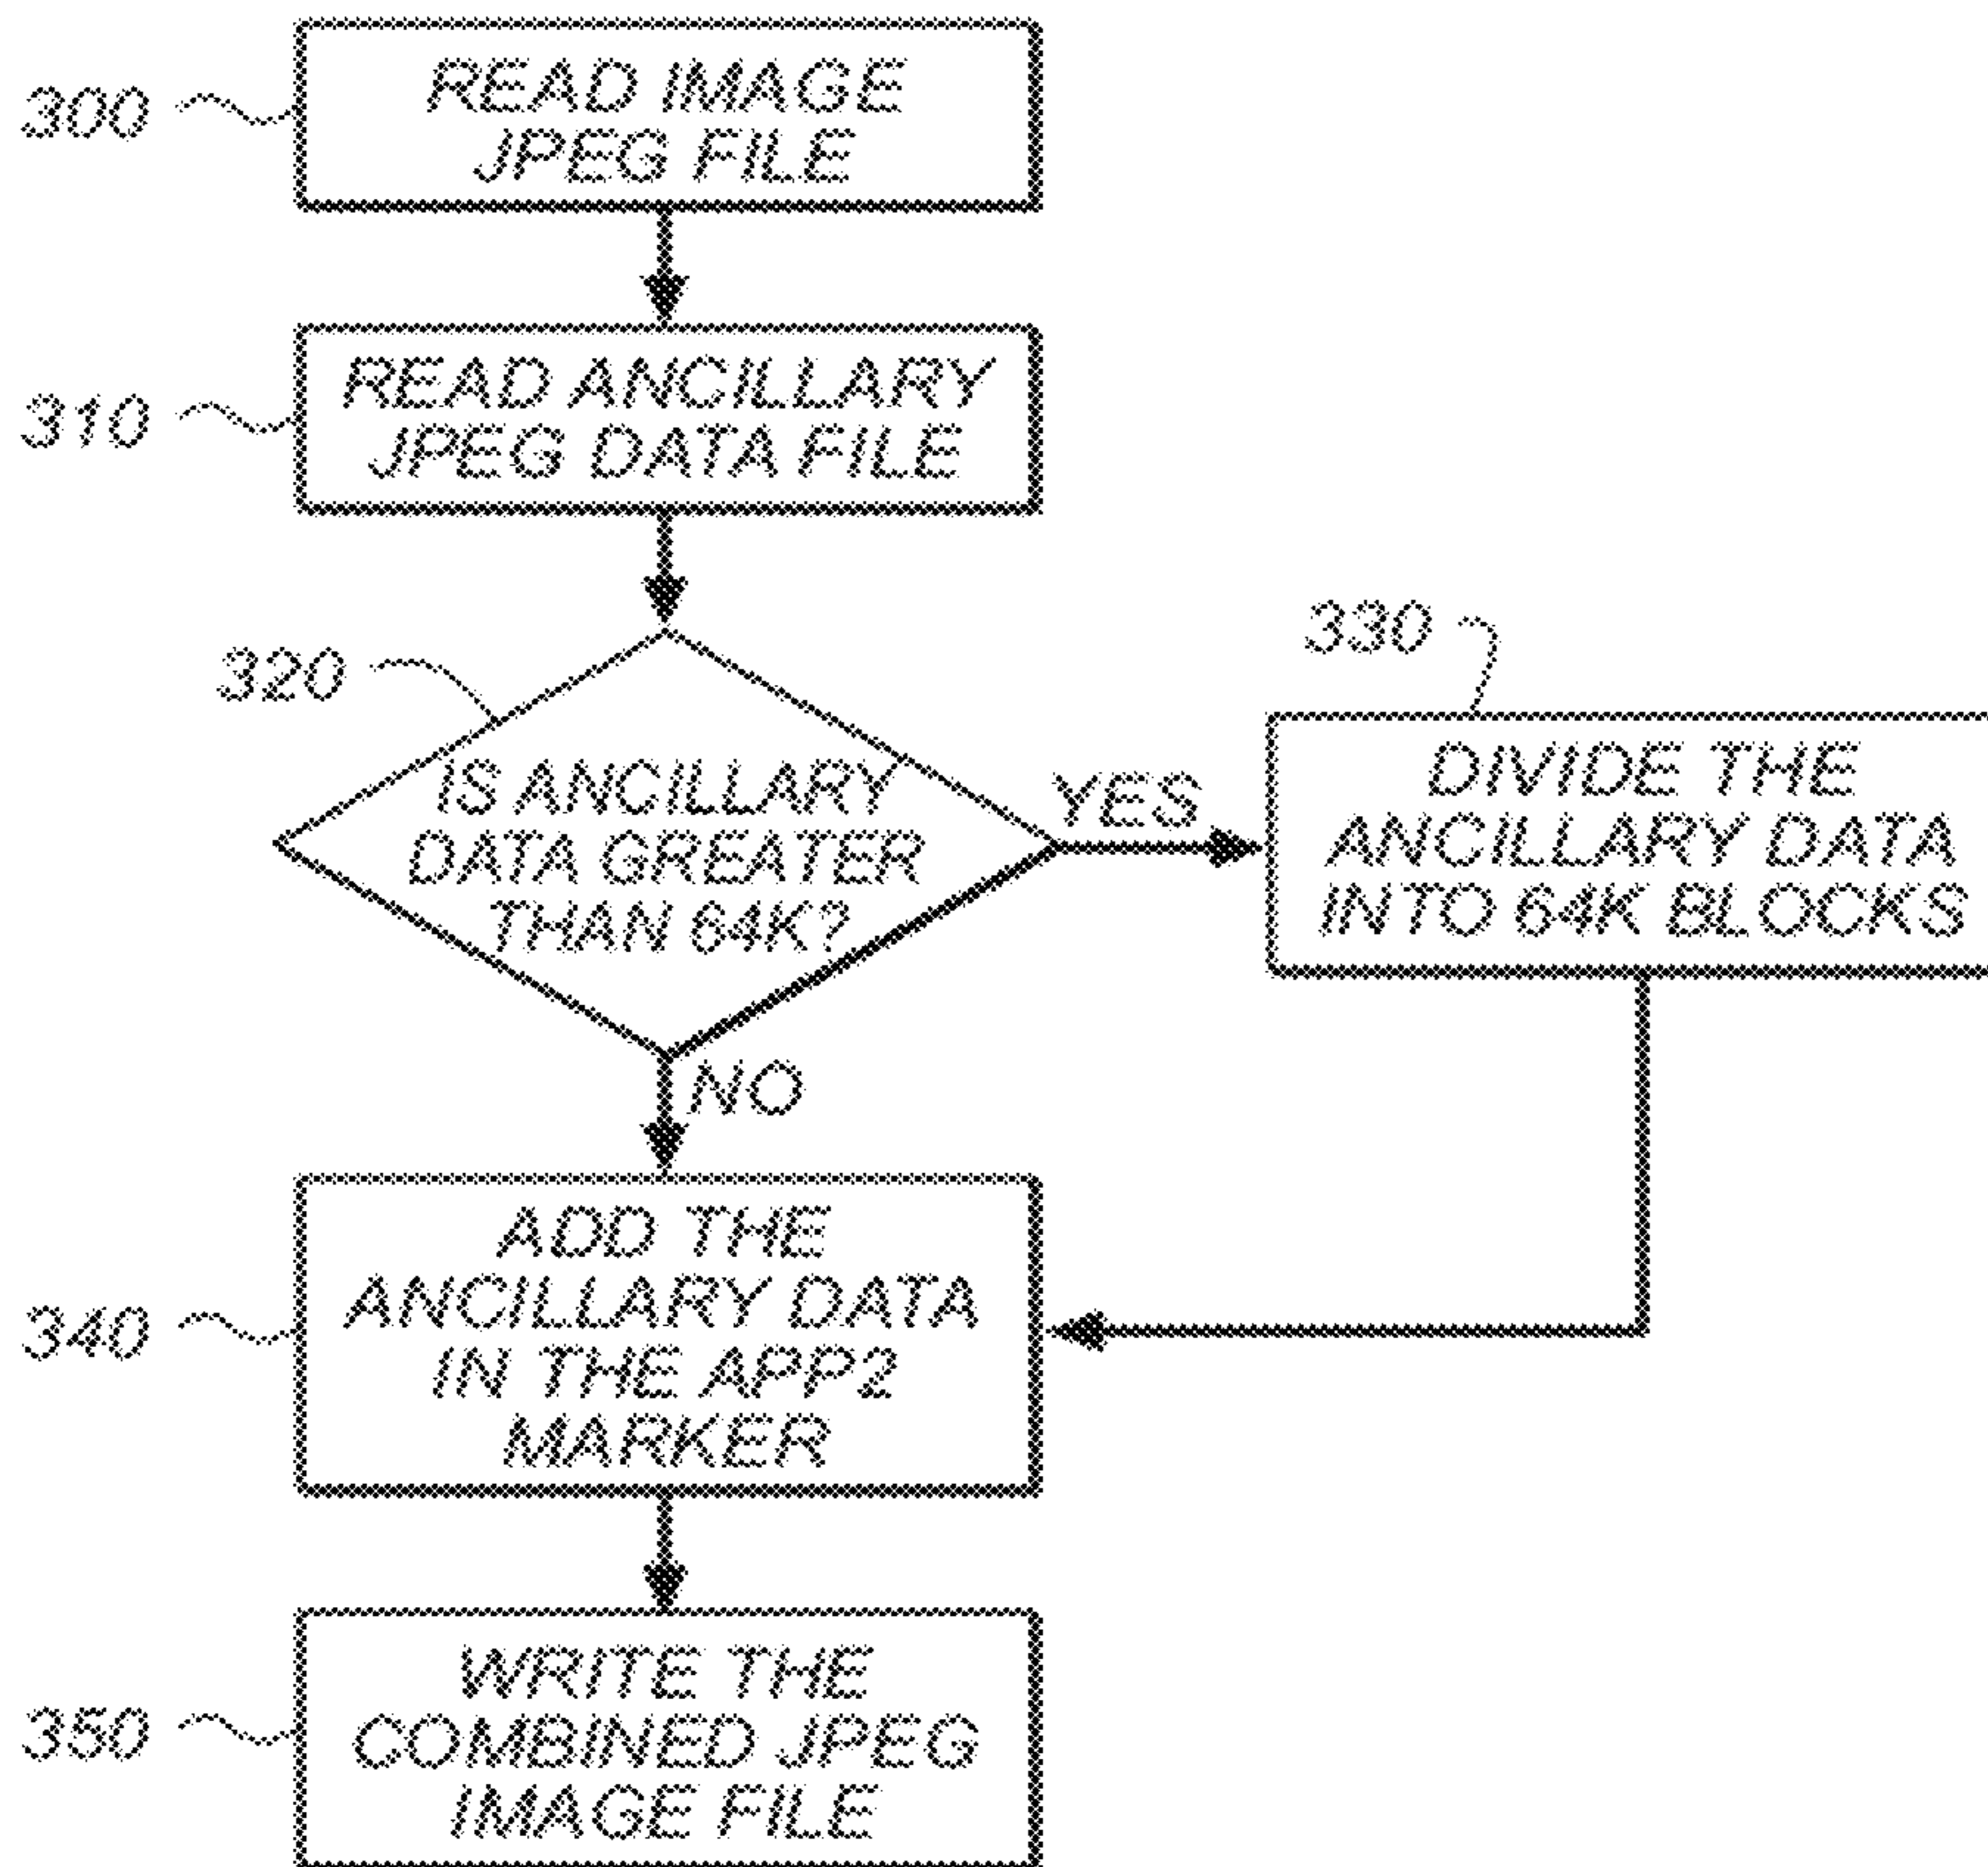 300
READ IMAGE
JPEG FILE
310
READ ANCILLARY
JPEG DATA FILE
320
IS ANCILLARY
DATA GREATER
THAN 64K?
YES
330
DIVIDE THE
ANCILLARY DATA
INTO 64K BLOCKS
NO
340
ADD THE
ANCILLARY DATA
IN THE APP2
MARKER
350
WRITE THE
COMBINED JPEG
IMAGE FILE